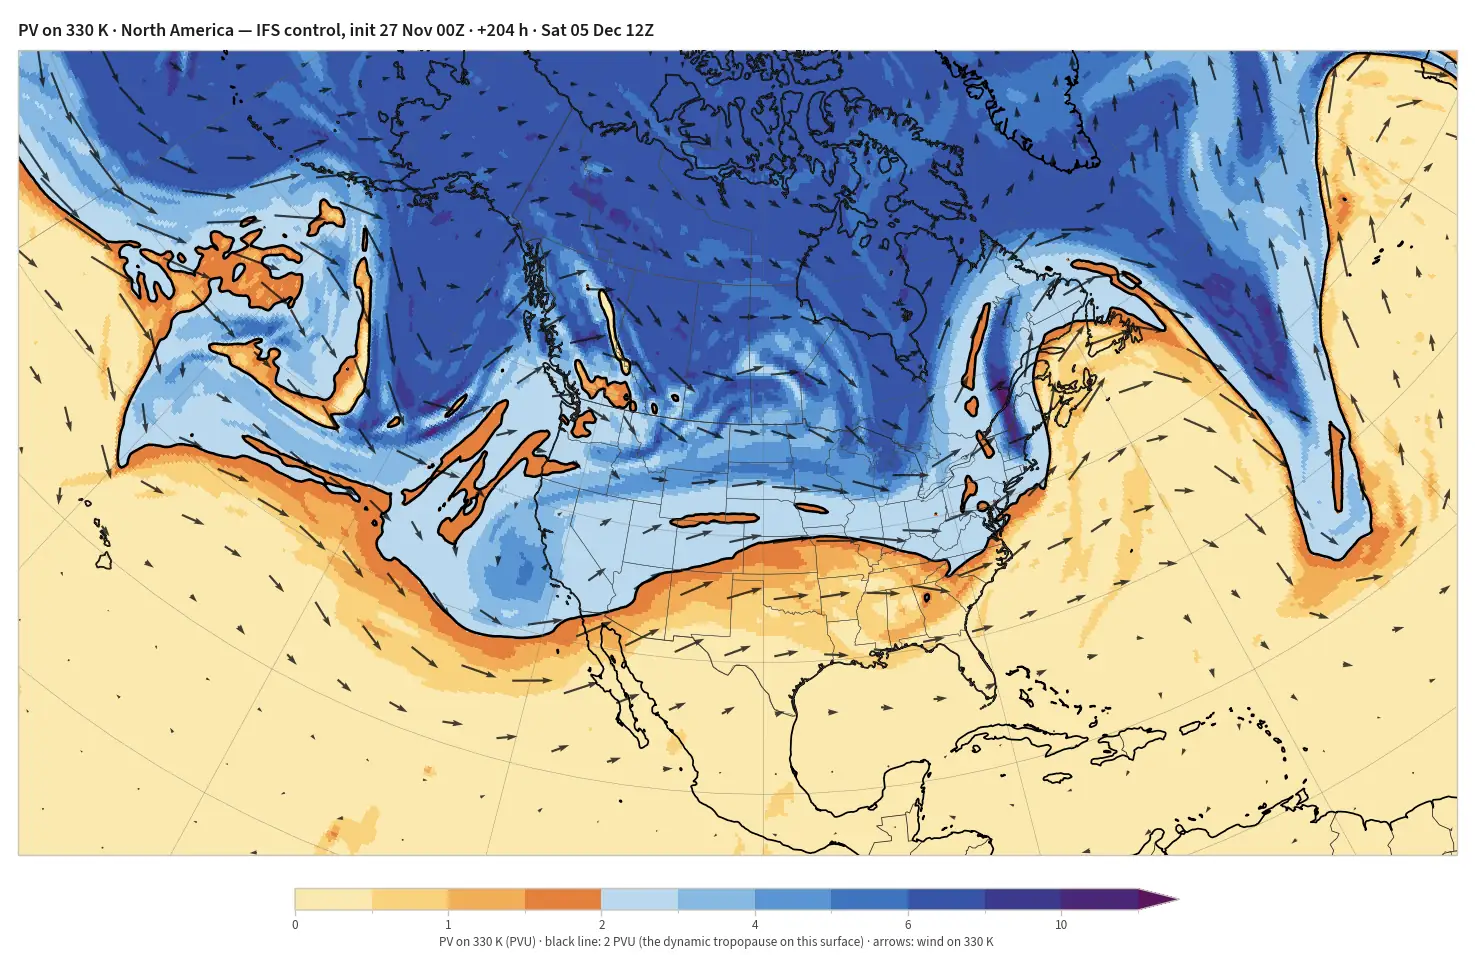 PV on 330 K · North America — IFS control, init 27 Nov 00Z · +204 h · Sat 05 Dec 12Z
0 1 2 4 6 10
PV on 330 K (PVU) · black line: 2 PVU (the dynamic tropopause on this surface) · arrows: wind on 330 K